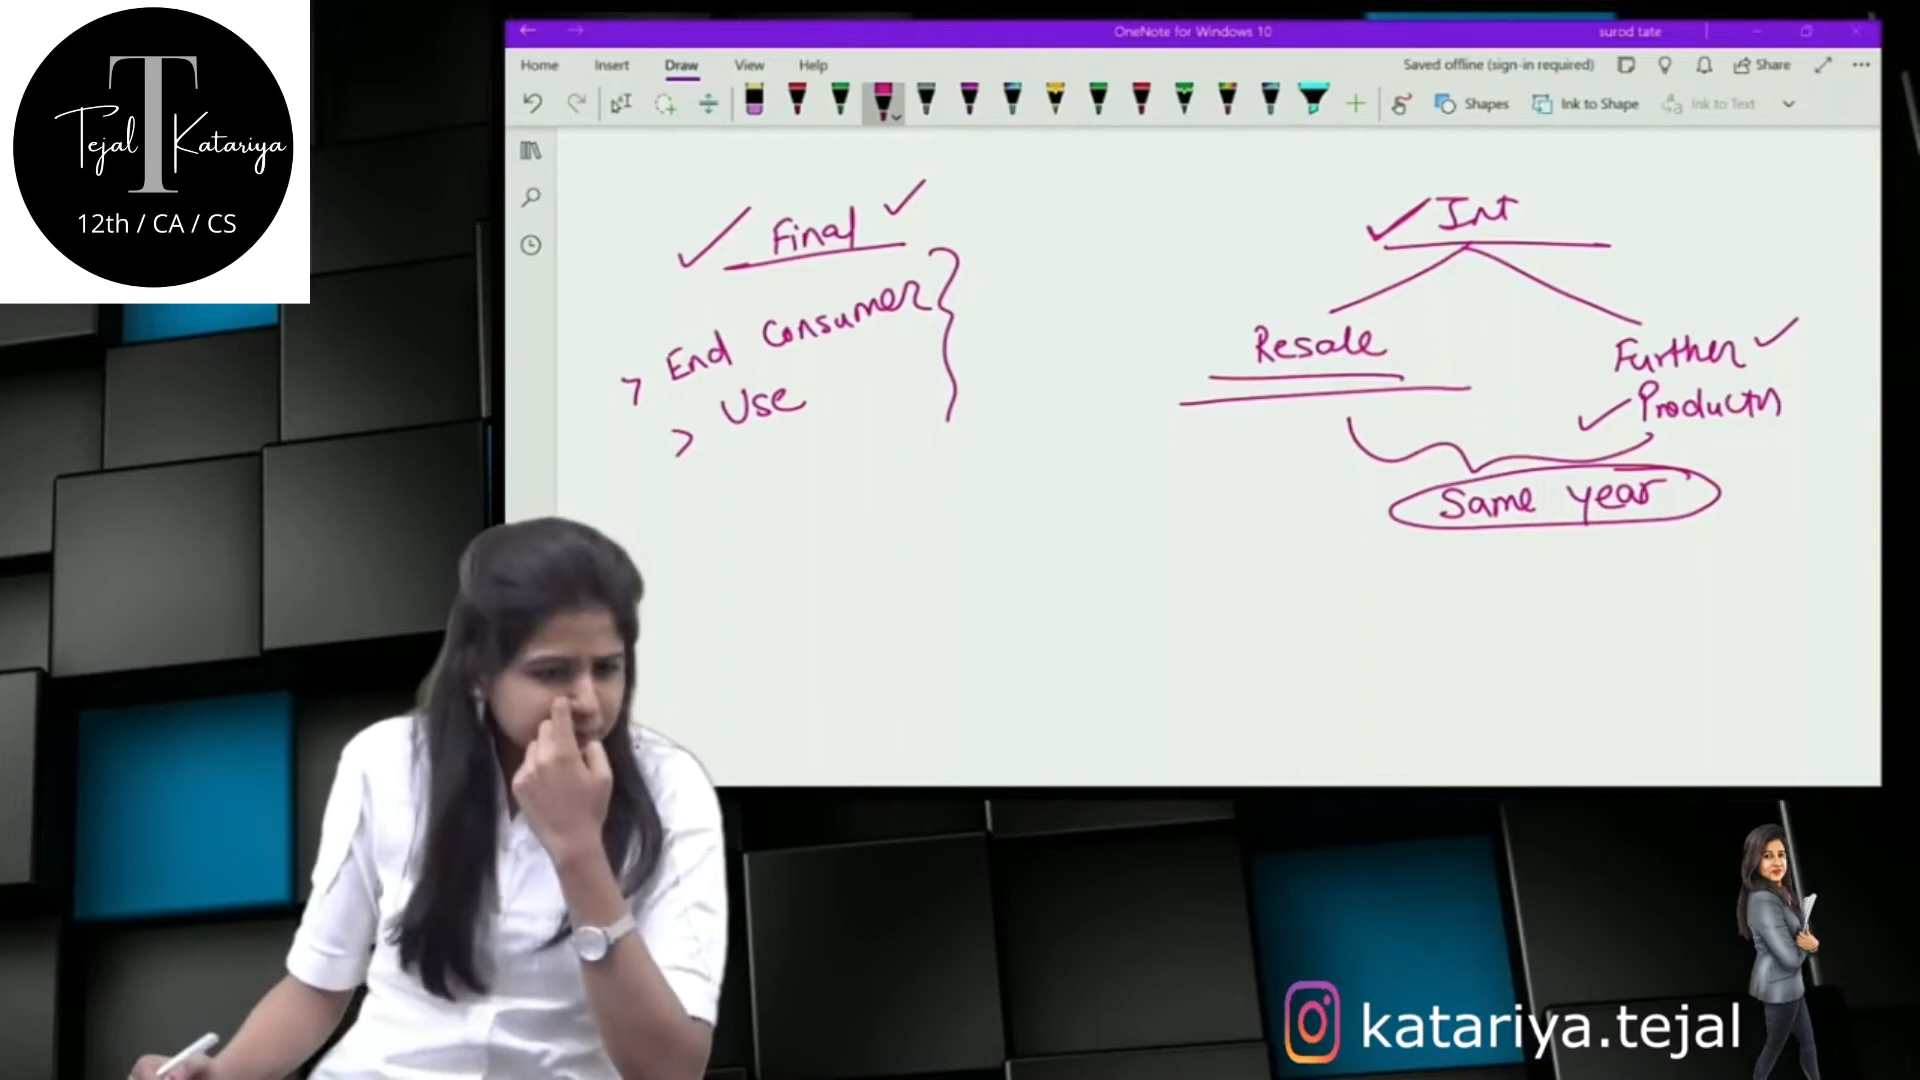 T
Tejal Katariya
12th / CA / CS
OneNote for Windows 10
surod tate
Home Insert Draw View Help
Saved offline (sign-in required)
Share
Shapes
Ink to Shape
Ink to Text
Final
> End Consumer
> Use
Int
Resale
Further
Productn
Same year
katariya.tejal